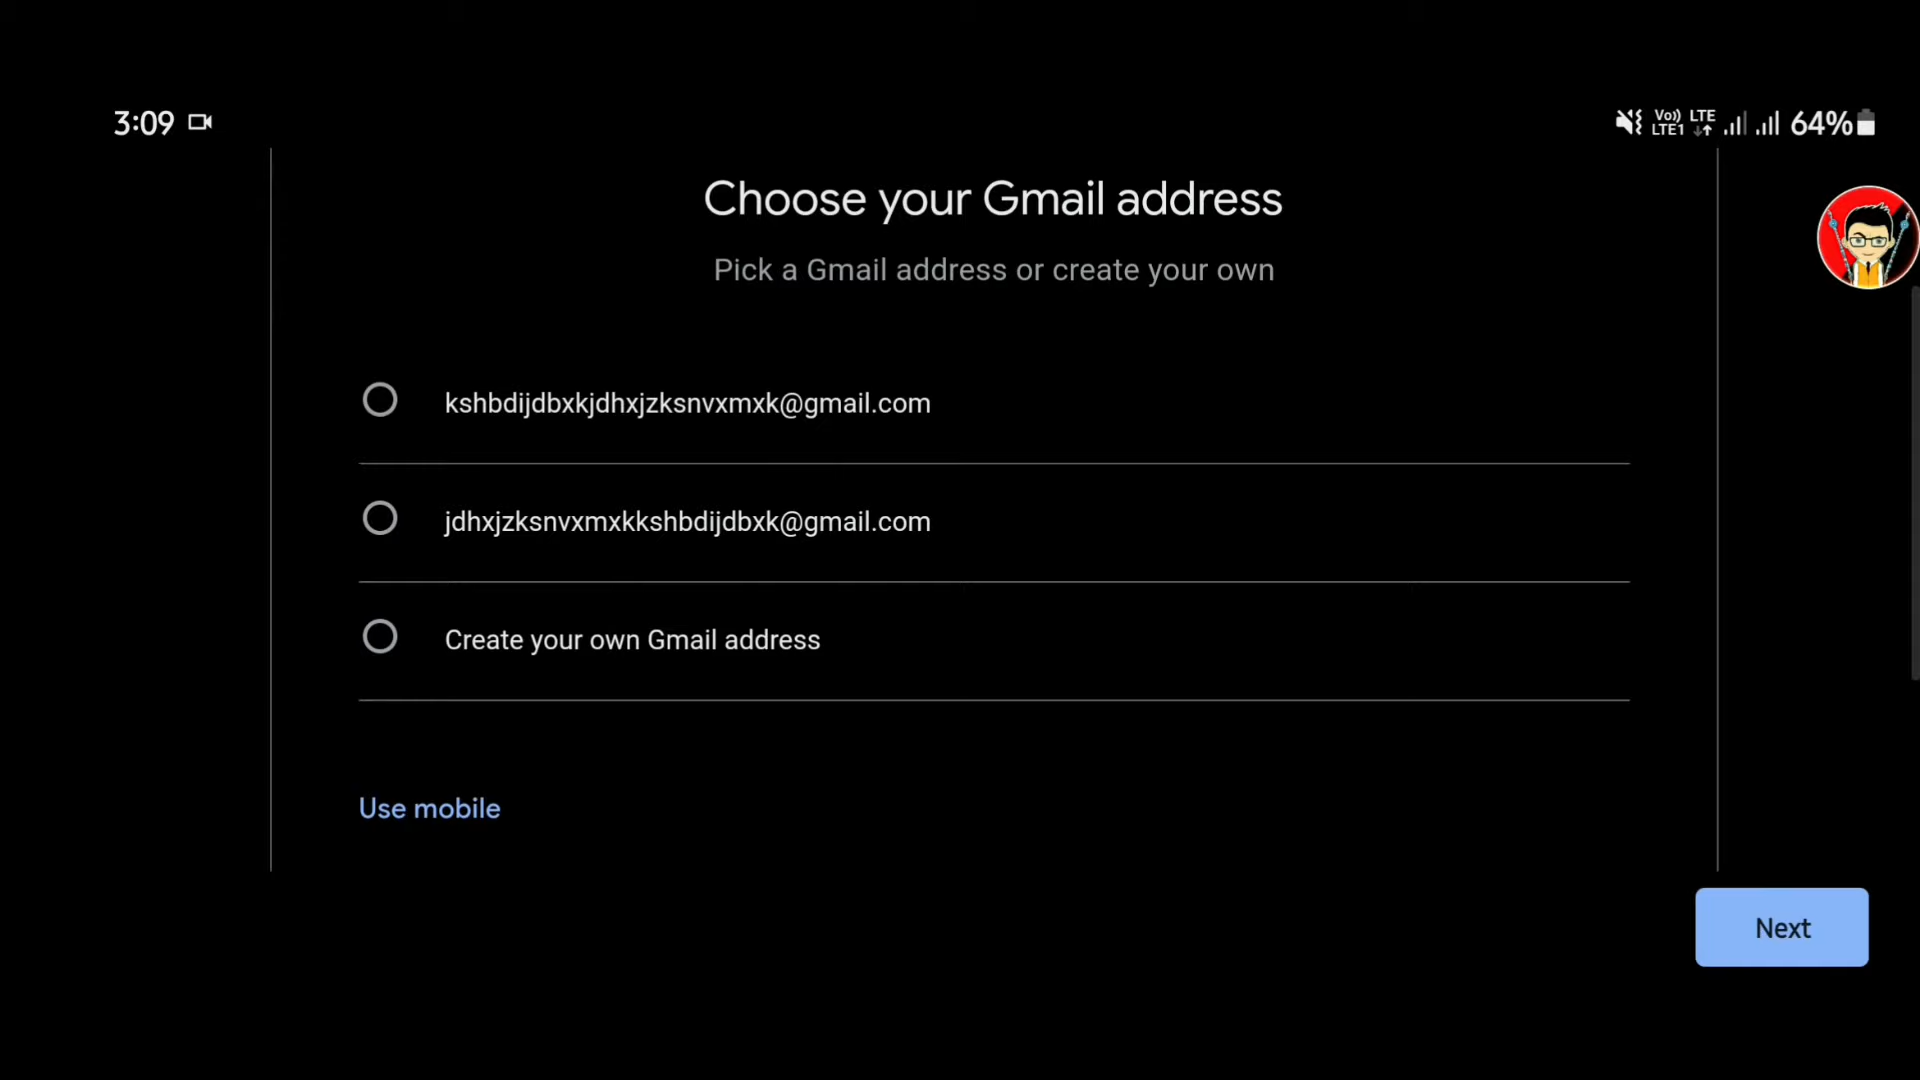 3:09
Vo)) LTE
LTE1 64%
Choose your Gmail address
Pick a Gmail address or create your own
kshbdijdbxkjdhxjzksnvxmxk@gmail.com
jdhxjzksnvxmxkkshbdijdbxk@gmail.com
Create your own Gmail address
Use mobile
Next